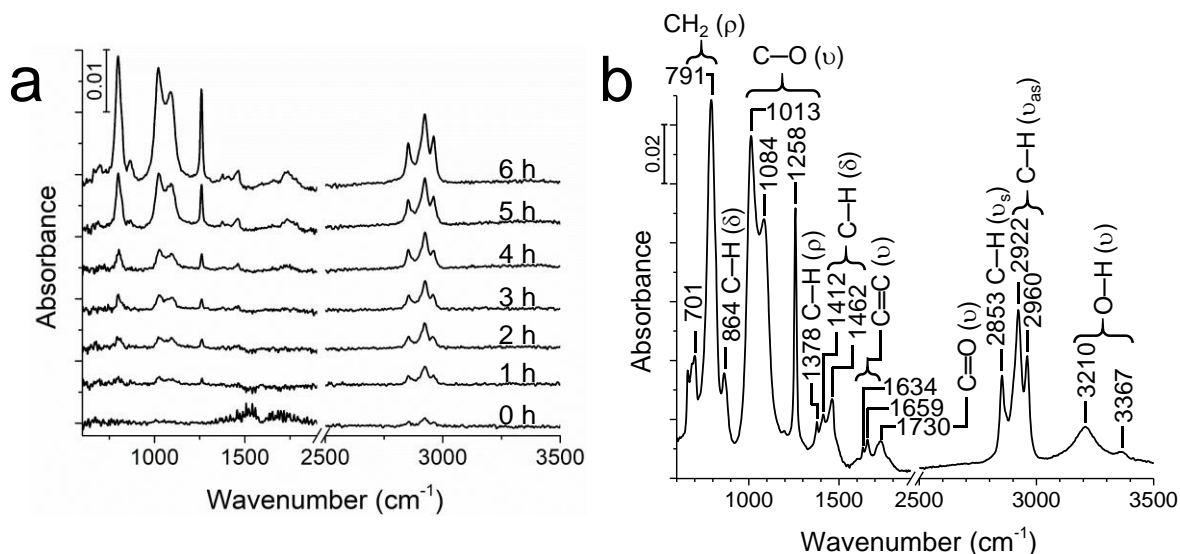 a
0.01
6 h
5 h
4 h
3 h
2 h
1 h
0 h
Absorbance
1000
1500
2500
3000
3500
Wavenumber (cm⁻¹)
b
0.02
CH₂ (ρ)
791
701
864 C—H (δ)
C—O (υ)
1013
1084
1258
1378 C—H (ρ)
C—H (δ)
1412
1462
C=C (υ)
1634
1659
1730
C=O (υ)
2853 C—H (υₛ)
C—H (υₐₛ)
2922
2960
O—H (υ)
3210
3367
Absorbance
1000
1500
2500
3000
3500
Wavenumber (cm⁻¹)